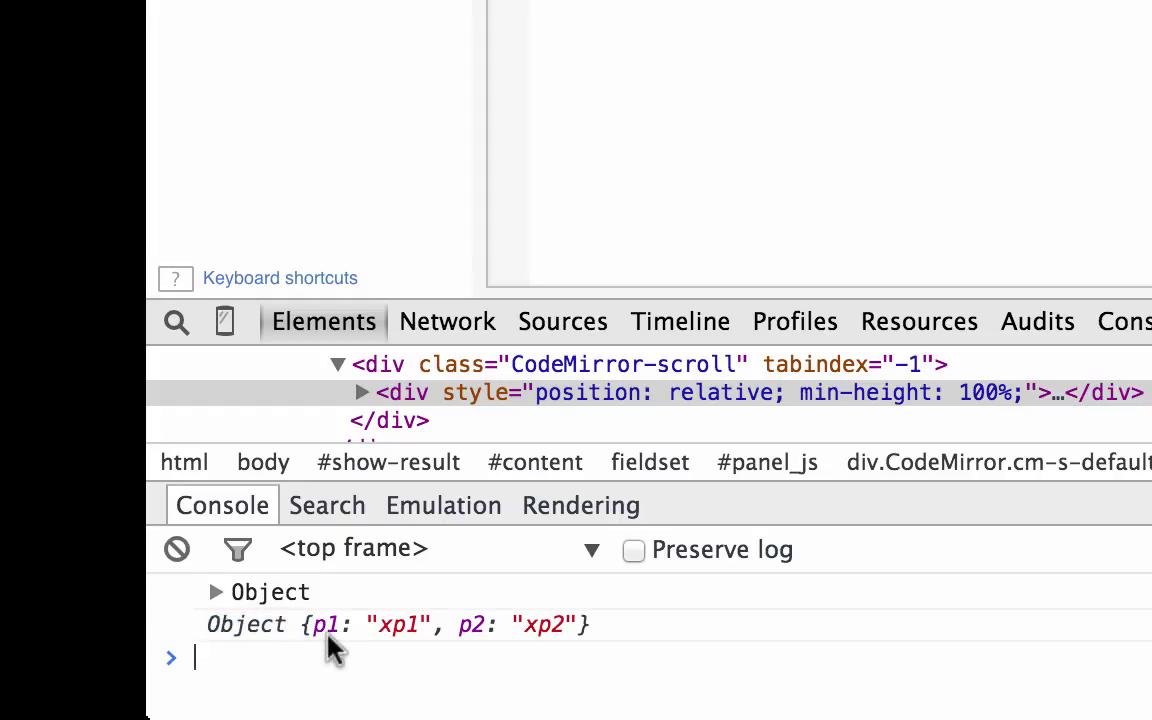 ? Keyboard shortcuts
Elements Network Sources Timeline Profiles Resources Audits Cons
▼<div class="CodeMirror-scroll" tabindex="-1">
▶<div style="position: relative; min-height: 100%;">…</div>
</div>
html body #show-result #content fieldset #panel_js div.CodeMirror.cm-s-default
Console Search Emulation Rendering
<top frame> ▼ Preserve log
▶Object
Object {p1: "xp1", p2: "xp2"}
>